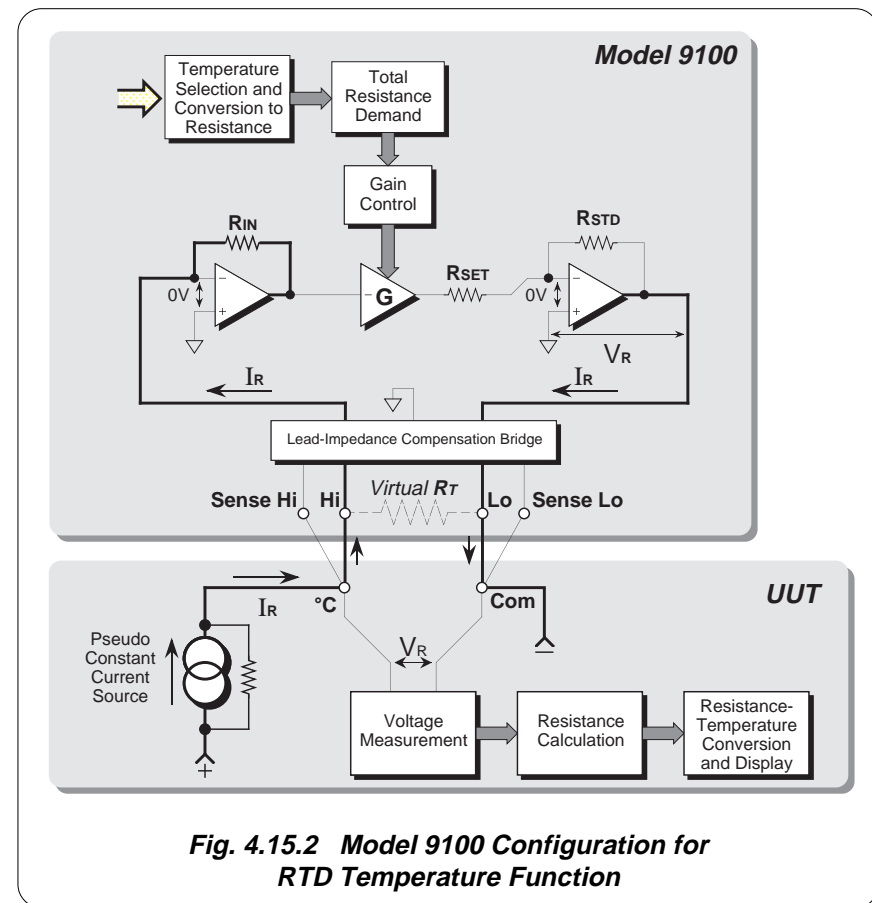 Model 9100
Temperature
Selection and
Conversion to
Resistance
Total
Resistance
Demand
Gain
Control
RIN
RSET
RSTD
0V
−
+
− G
0V
−
+
VR
IR
IR
Lead-Impedance Compensation Bridge
Sense Hi Hi Virtual RT Lo Sense Lo
UUT
IR
°C
Com
Pseudo
Constant
Current
Source
+
VR
Voltage
Measurement
Resistance
Calculation
Resistance-
Temperature
Conversion
and Display
Fig. 4.15.2 Model 9100 Configuration for
RTD Temperature Function